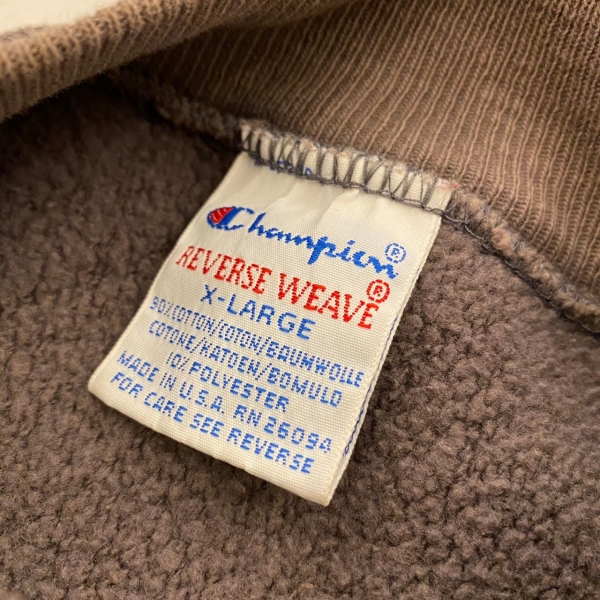 Champion®
REVERSE WEAVE®
X-LARGE
90%COTTON/COTON/BAUMWOLLE
COTONE/KATOEN/BOMULD
10% POLYESTER
MADE IN U.S.A. RN 26094
FOR CARE SEE REVERSE